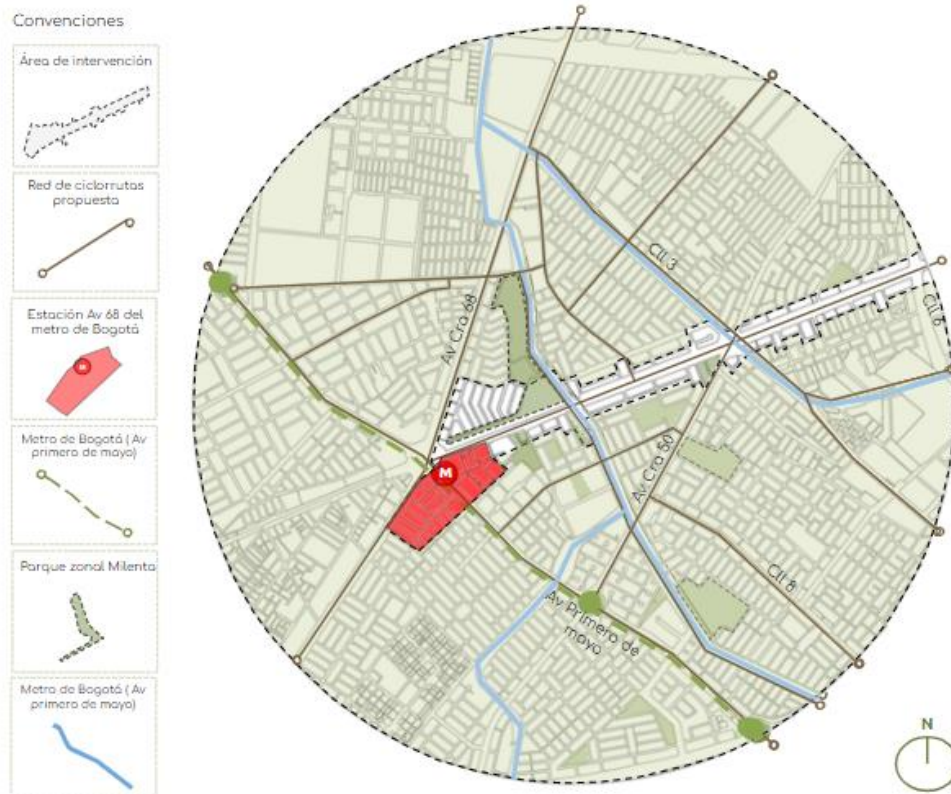 Convenciones
Área de intervención
Red de ciclorrutas
propuesta
Estación Av 68 del
metro de Bogotá
M
Metro de Bogotá ( Av
primero de mayo)
Parque zonal Milenta
Metro de Bogotá ( Av
primera de mayo)
Cll 3
Av Cra 68
Cll 6
M
Av Cra 50
Cll 8
Av Primero de
mayo
N